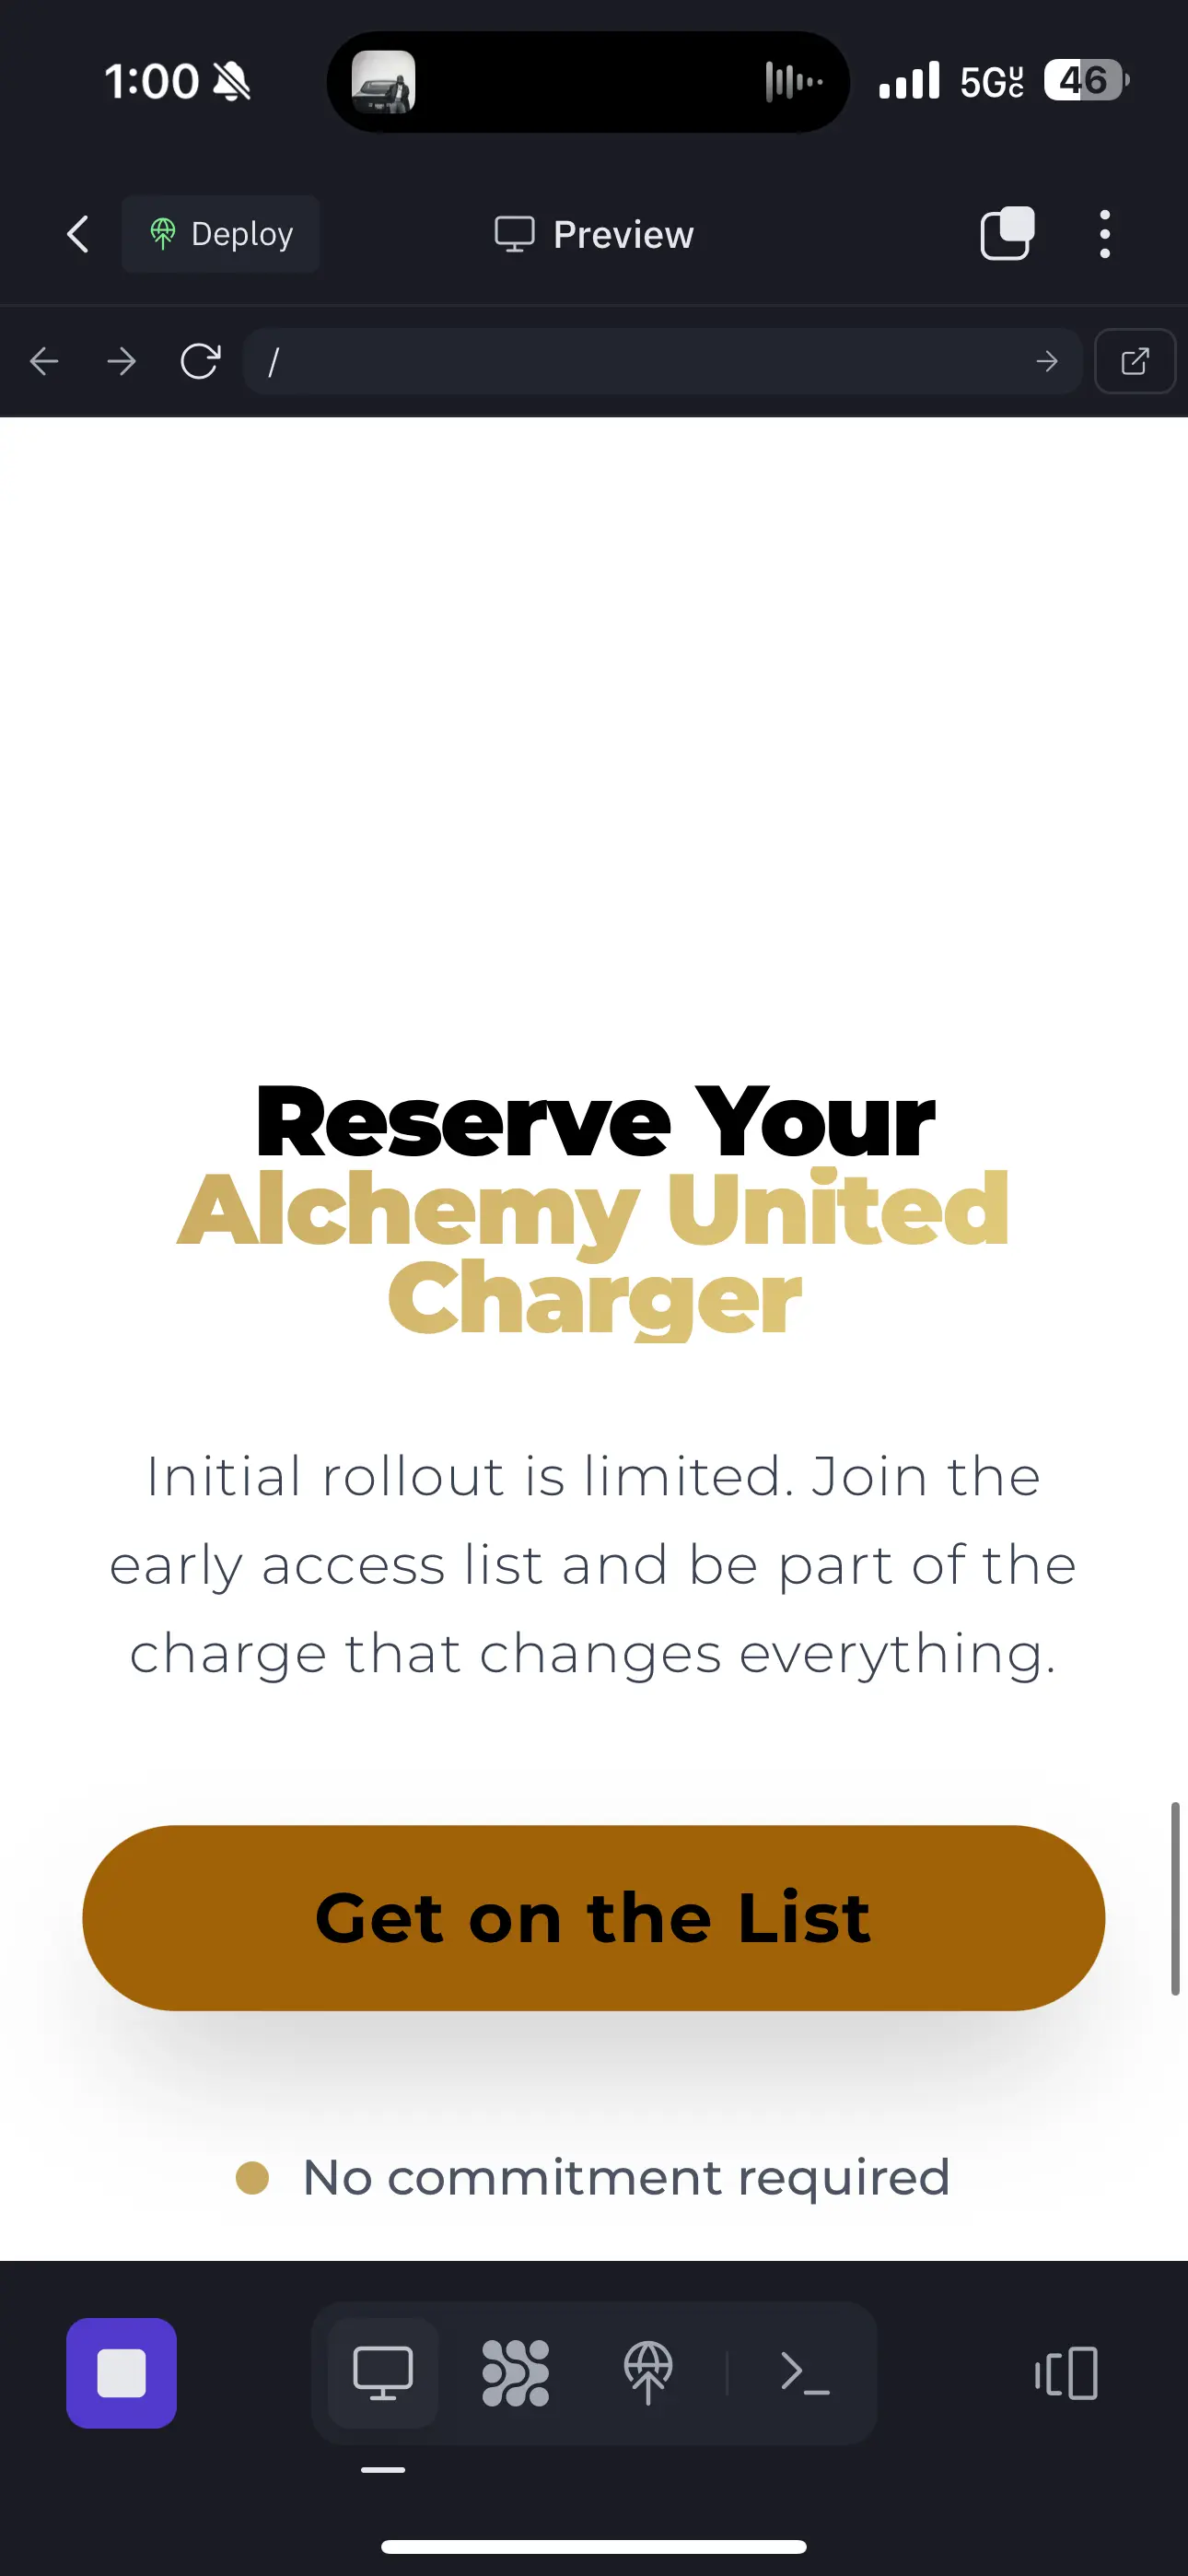 1:00
5GUC
46
Deploy
Preview
/
Reserve Your
Alchemy United
Charger
Initial rollout is limited. Join the
early access list and be part of the
charge that changes everything.
Get on the List
No commitment required